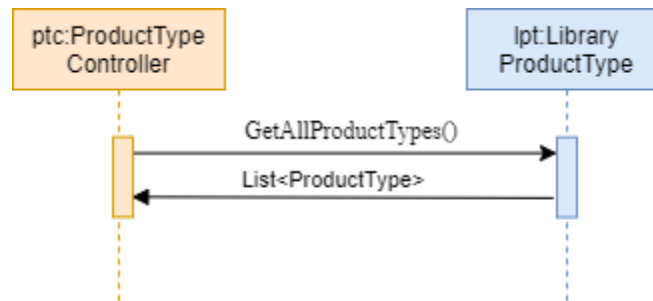 ptc:ProductType
Controller
lpt:Library
ProductType
GetAllProductTypes()
List<ProductType>